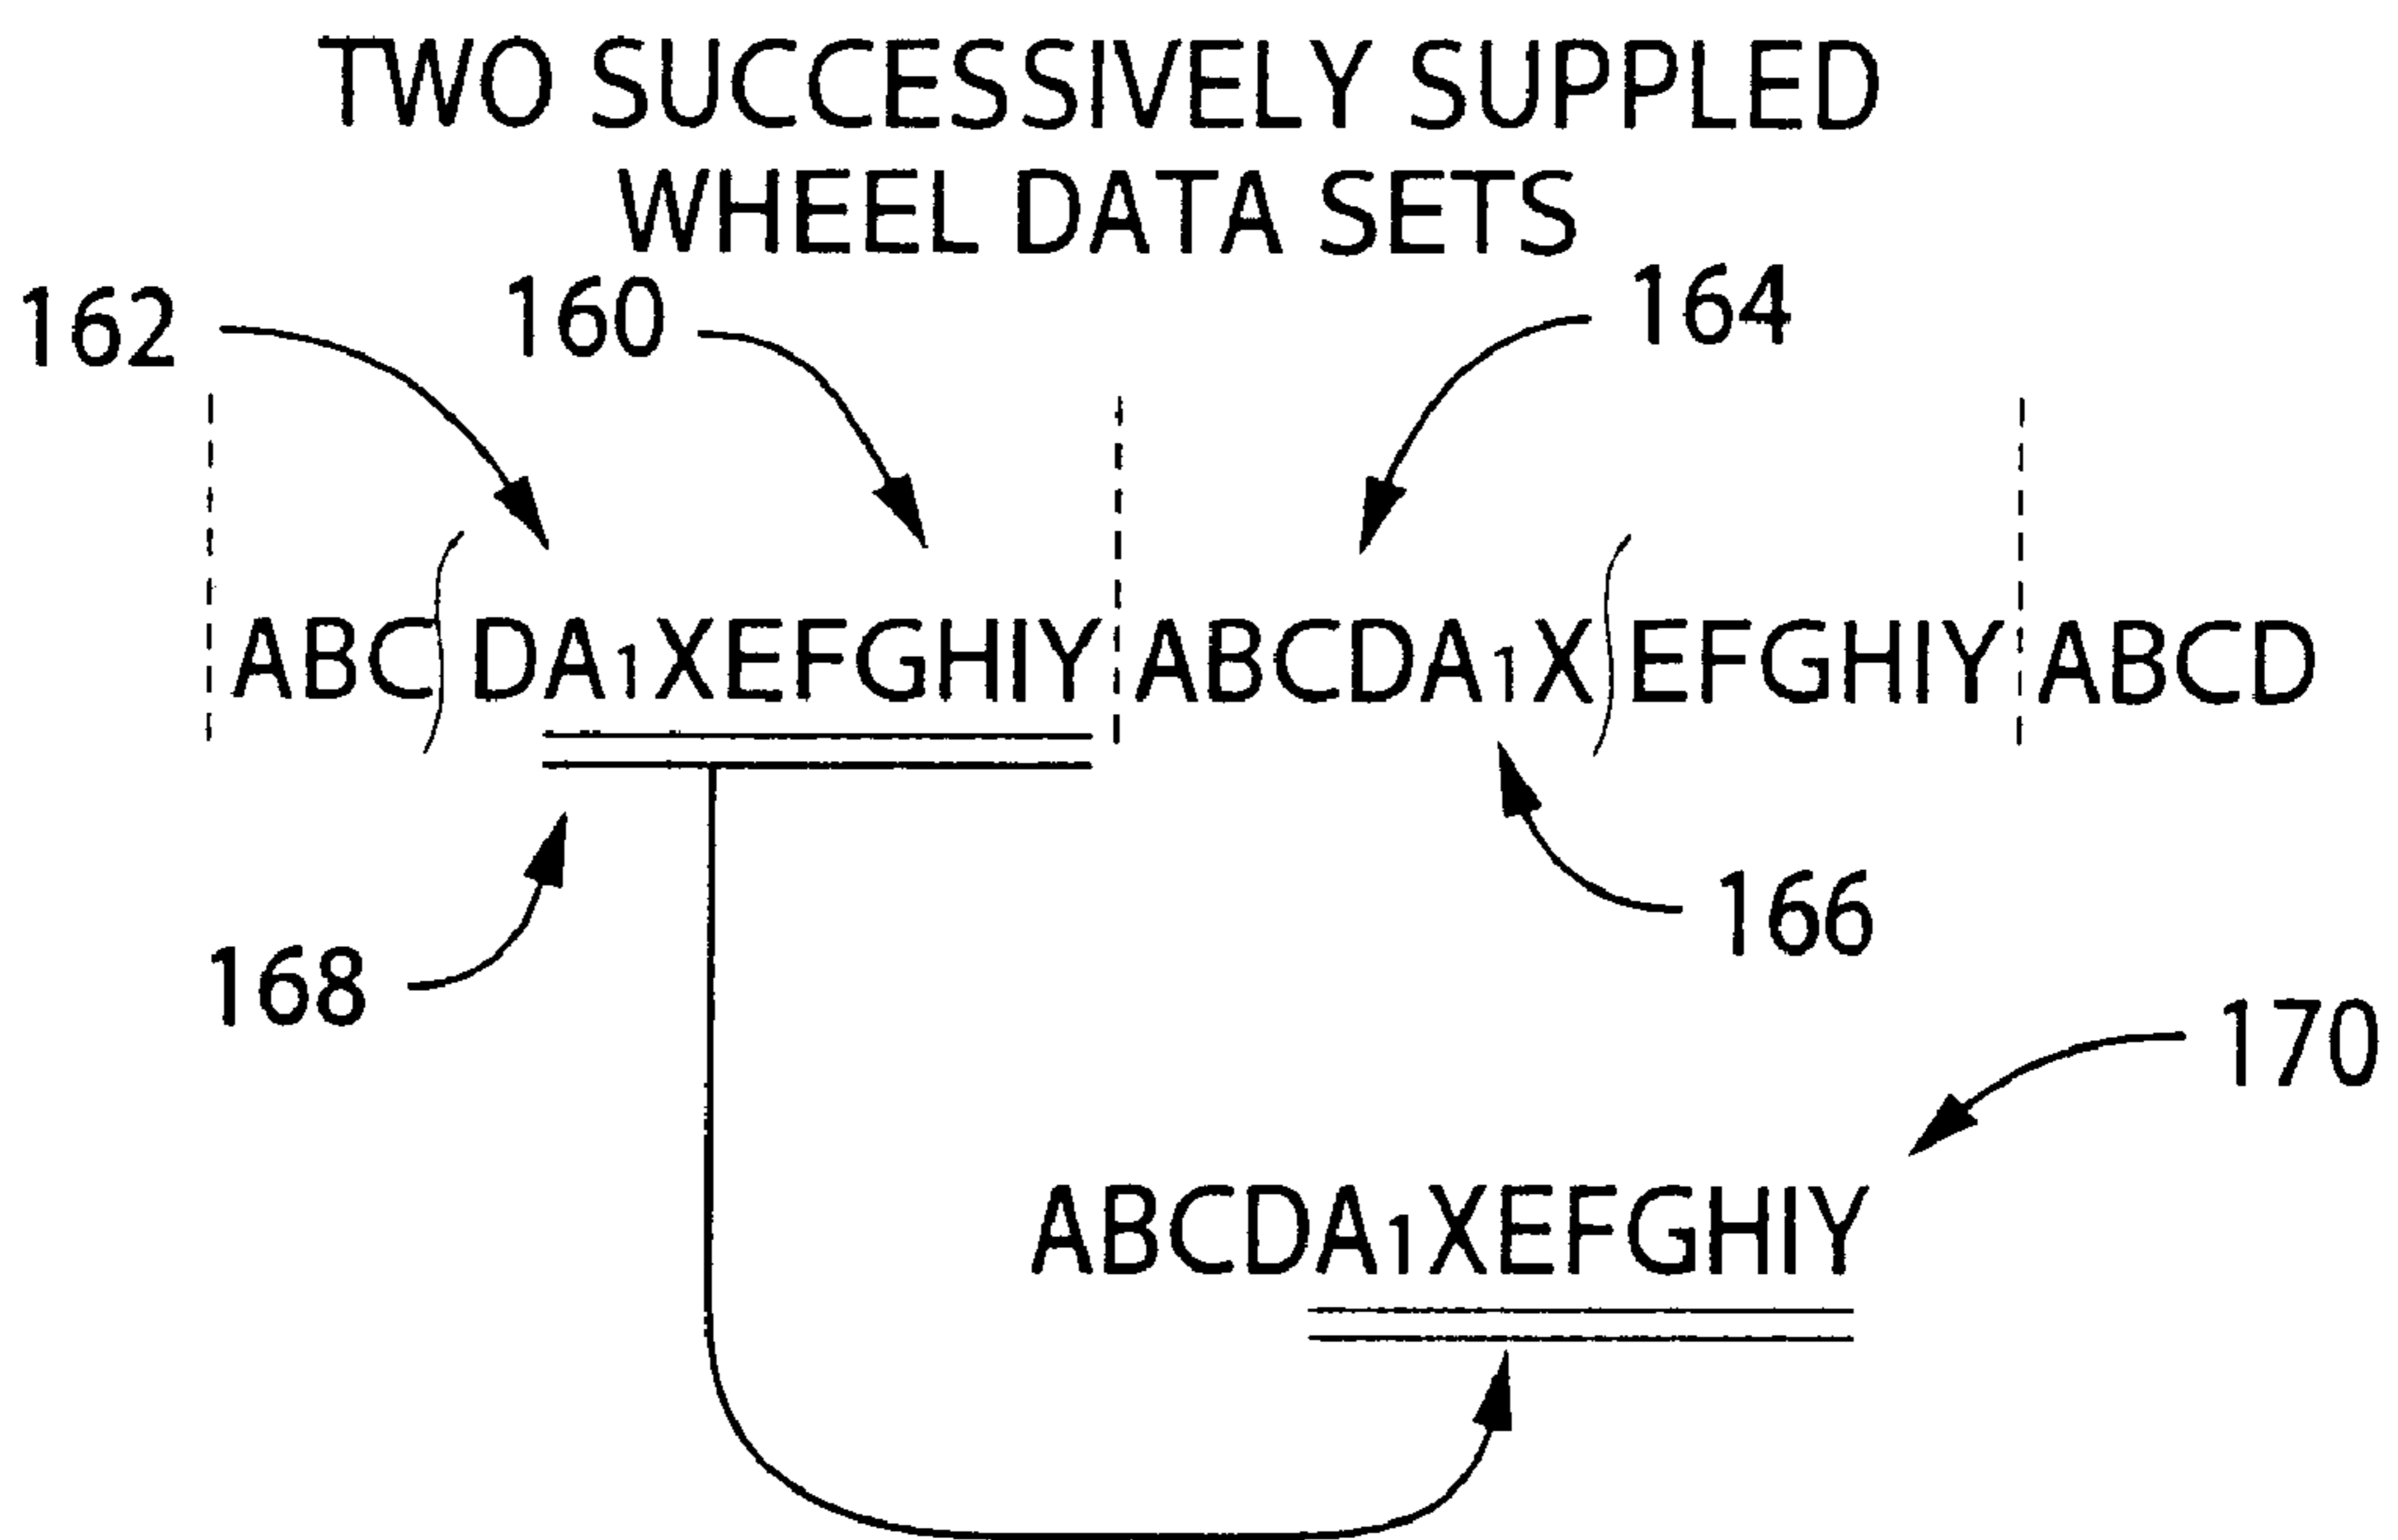 TWO SUCCESSIVELY SUPPLED
WHEEL DATA SETS
162 160 164
ABC DA1XEFGHIY ABCDA1X EFGHIY ABCD
166
168
170
ABCDA1XEFGHIY